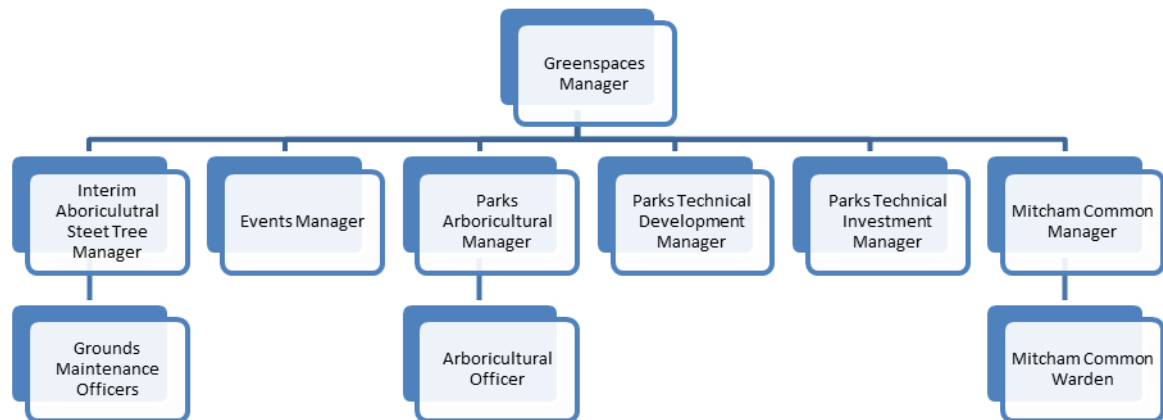 Greenspaces
Manager
Interim
Aboriculutral
Steet Tree
Manager
Events Manager
Parks
Arboricultural
Manager
Parks Technical
Development
Manager
Parks Technical
Investment
Manager
Mitcham Common
Manager
Grounds
Maintenance
Officers
Arboricultural
Officer
Mitcham Common
Warden